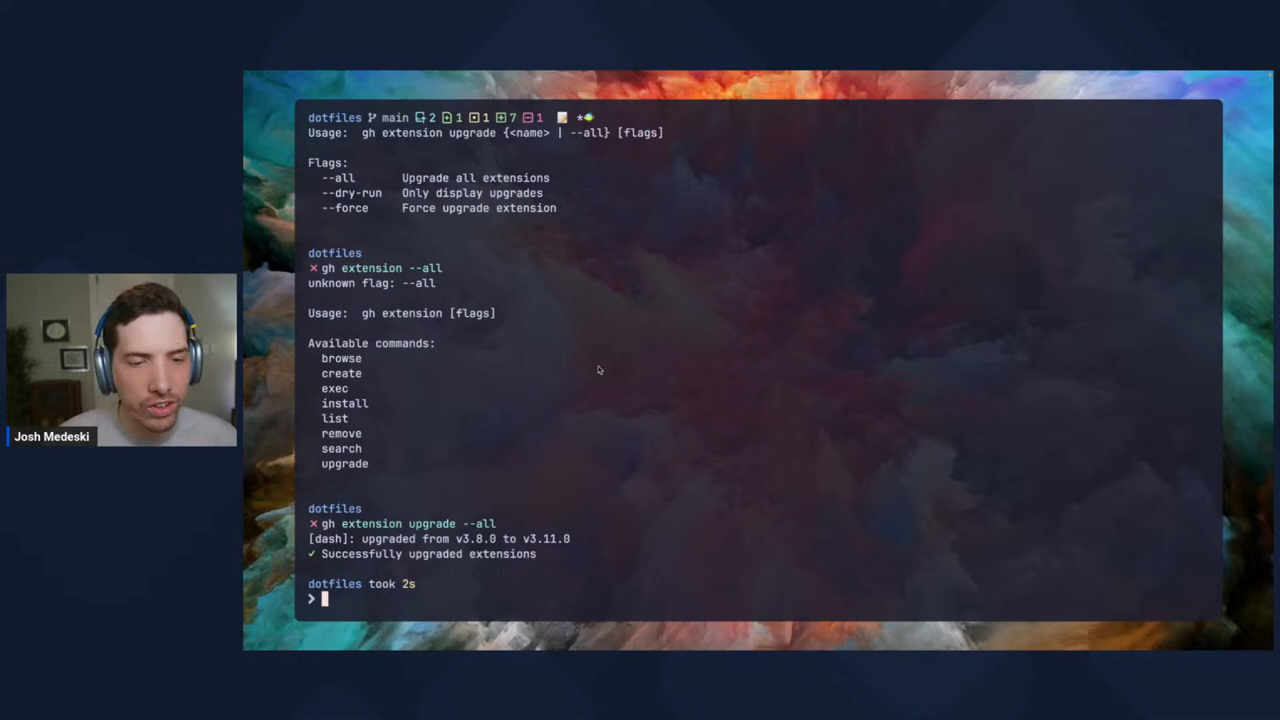 dotfiles main 2 1 1 7 1 *
Usage: gh extension upgrade {<name> | --all} [flags]
Flags:
--all Upgrade all extensions
--dry-run Only display upgrades
--force Force upgrade extension
dotfiles
×gh extension --all
unknown flag: --all
Usage: gh extension [flags]
Available commands:
browse
create
exec
install
list
remove
search
upgrade
dotfiles
×gh extension upgrade --all
[dash]: upgraded from v3.8.0 to v3.11.0
✓ Successfully upgraded extensions
dotfiles took 2s
❯
Josh Medeski